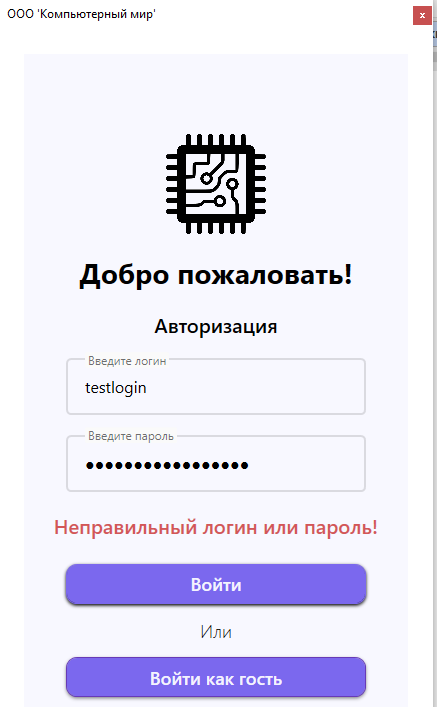 ООО 'Компьютерный мир'
x
Добро пожаловать!
Авторизация
Введите логин
testlogin
Введите пароль
•••••••••••••••••
Неправильный логин или пароль!
Войти
Или
Войти как гость